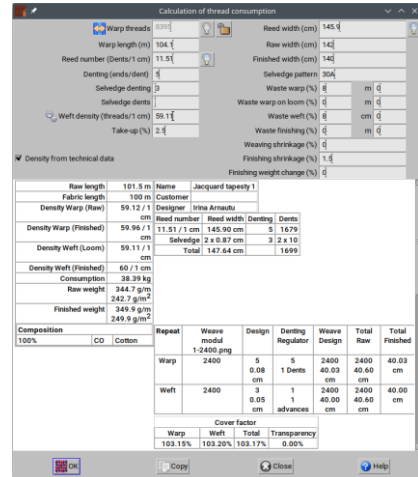 Calculation of thread consumption
Warp threads 8395 Reed width (cm) 145.9
Warp length (m) 104.1 Raw width (cm) 142
Reed number (Dents/1 cm) 11.51 Finished width (cm) 140
Denting (ends/dent) 5 Selvedge pattern 30A
Selvedge denting 3 Waste warp (%) 8 m 0
Selvedge dents Waste warp on loom (%) 0 m 0
Weft density (threads/1 cm) 59.11 Waste weft (%) 8 cm 0
Take-up (%) 2.5 Waste finishing (%) 0 m 0
Weaving shrinkage (%) 0
Density from technical data Finishing shrinkage (%) 1.5
Finishing weight change (%) 0
Raw length 101.5 m
Fabric length 100 m
Density Warp (Raw) 59.12 / 1 cm
Density Warp (Finished) 59.96 / 1 cm
Density Weft (Loom) 59.11 / 1 cm
Density Weft (Finished) 60 / 1 cm
Consumption 38.39 kg
Raw weight 344.7 g/m
242.7 g/m2
Finished weight 349.9 g/m
249.9 g/m2
Composition
100% CO Cotton
Name Jacquard tapesty 1
Customer
Designer Irina Arnautu
Reed number Reed width Denting Dents
11.51 / 1 cm 145.90 cm 5 1679
Selvedge 2 x 0.87 cm 3 2 x 10
Total 147.64 cm 1699
Repeat Weave modul 1-2400.png Design Denting Regulator Weave Design Total Raw Total Finished
Warp 2400 5 5 2400 2400 40.03
0.08 cm 1 Dents 40.03 cm 40.60 cm cm
Weft 2400 3 1 2400 2400 40.00
0.05 cm 1 advances 40.00 cm 40.60 cm cm
Cover factor
Warp Weft Total Transparency
103.15% 103.20% 103.17% 0.00%
OK Copy Close Help